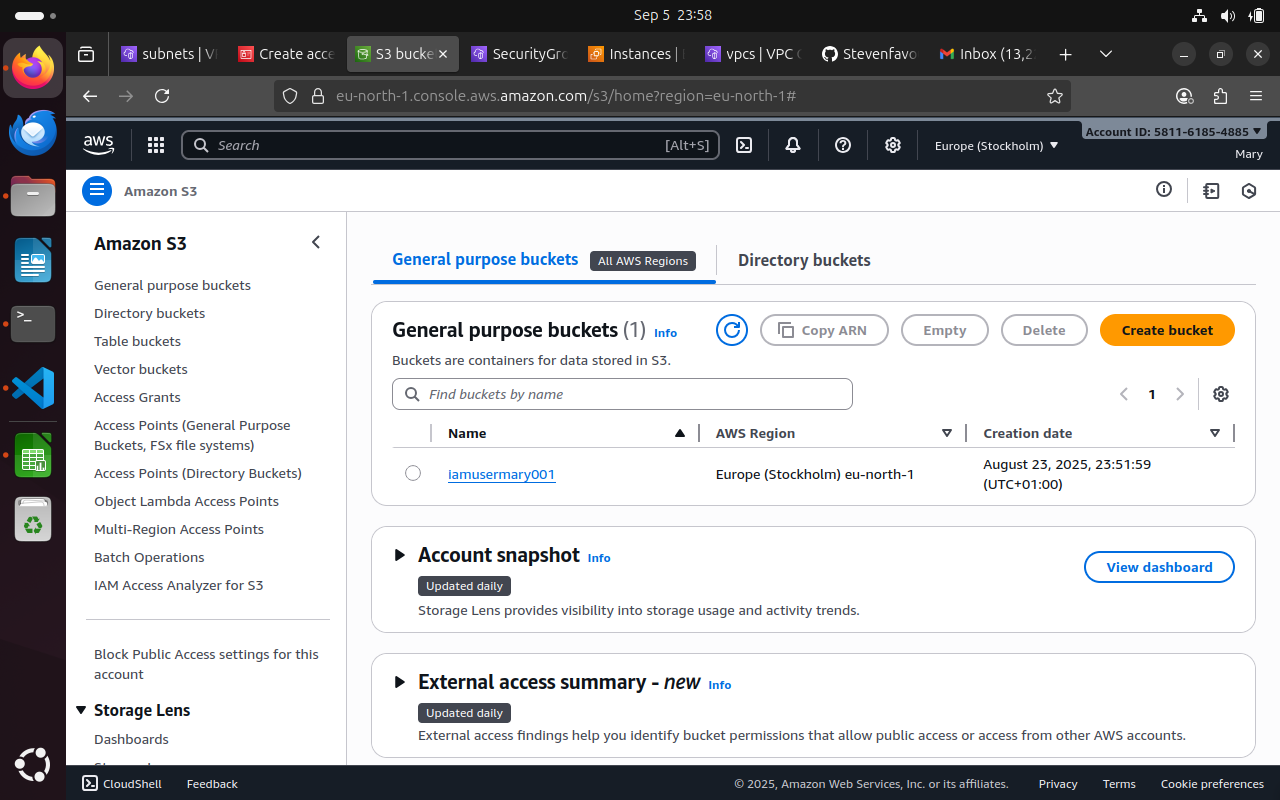 Sep 5 23:58
subnets | V
Create acce
S3 bucke
SecurityGro
Instances |
vpcs | VPC C
Stevenfavo
Inbox (13,2
eu-north-1.console.aws.amazon.com/s3/home?region=eu-north-1#
aws
Search
[Alt+S]
Europe (Stockholm)
Account ID: 5811-6185-4885
Mary
Amazon S3
Amazon S3
General purpose buckets
Directory buckets
Table buckets
Vector buckets
Access Grants
Access Points (General Purpose
Buckets, FSx file systems)
Access Points (Directory Buckets)
Object Lambda Access Points
Multi-Region Access Points
Batch Operations
IAM Access Analyzer for S3
Block Public Access settings for this
account
Storage Lens
Dashboards
General purpose buckets
All AWS Regions
Directory buckets
General purpose buckets (1) Info
Copy ARN
Empty
Delete
Create bucket
Buckets are containers for data stored in S3.
Find buckets by name
1
Name
AWS Region
Creation date
iamusermary001
Europe (Stockholm) eu-north-1
August 23, 2025, 23:51:59
(UTC+01:00)
Account snapshot Info
View dashboard
Updated daily
Storage Lens provides visibility into storage usage and activity trends.
External access summary - new Info
Updated daily
External access findings help you identify bucket permissions that allow public access or access from other AWS accounts.
CloudShell
Feedback
© 2025, Amazon Web Services, Inc. or its affiliates.
Privacy
Terms
Cookie preferences